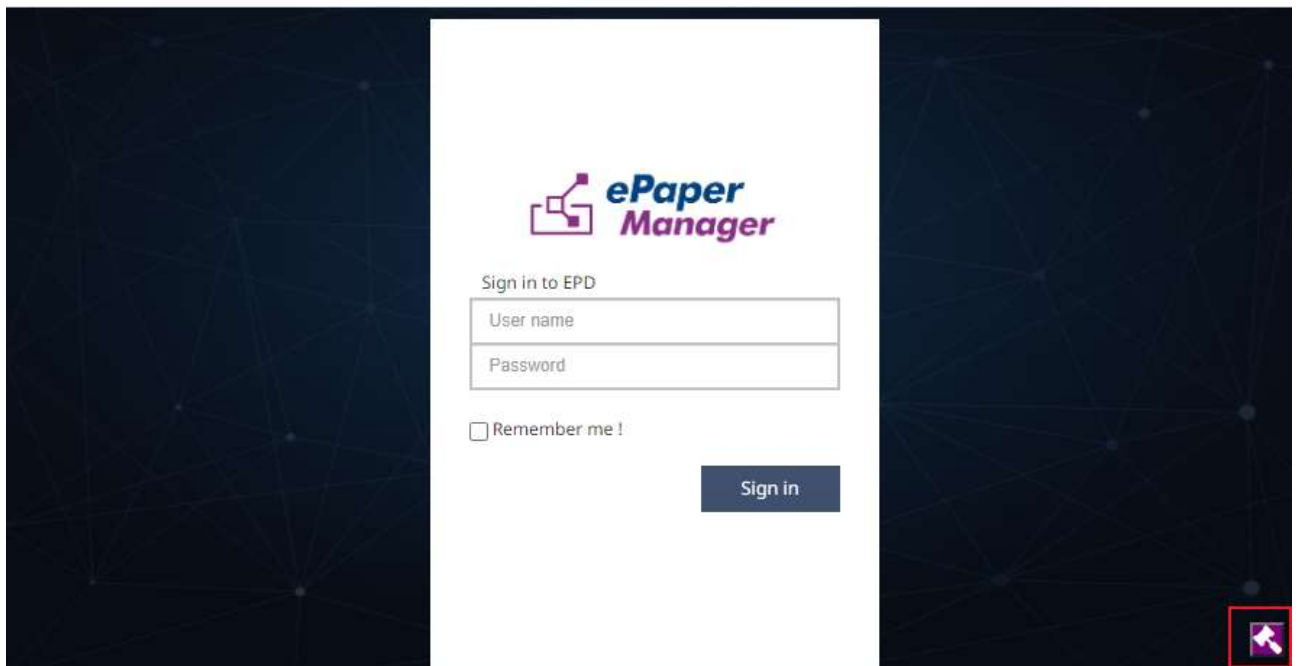 ePaper
Manager
Sign in to EPD
User name
Password
Remember me !
Sign in